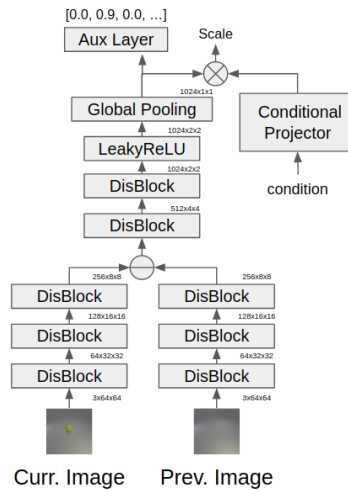 [0.0, 0.9, 0.0, …]
Aux Layer
Scale
1024x1x1
Global Pooling
Conditional
Projector
1024x2x2
LeakyReLU
1024x2x2
DisBlock
condition
512x4x4
DisBlock
256x8x8
256x8x8
DisBlock
DisBlock
128x16x16
128x16x16
DisBlock
DisBlock
64x32x32
64x32x32
DisBlock
DisBlock
3x64x64
3x64x64
Curr. Image
Prev. Image